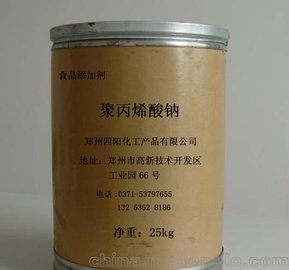 食品添加剂
聚丙烯酸钠
郑州四阳化工产品有限公司
地址：郑州市高新技术开发区
工业园 66 号
电话:0371-53797655
132 5352 8186
净重：25kg